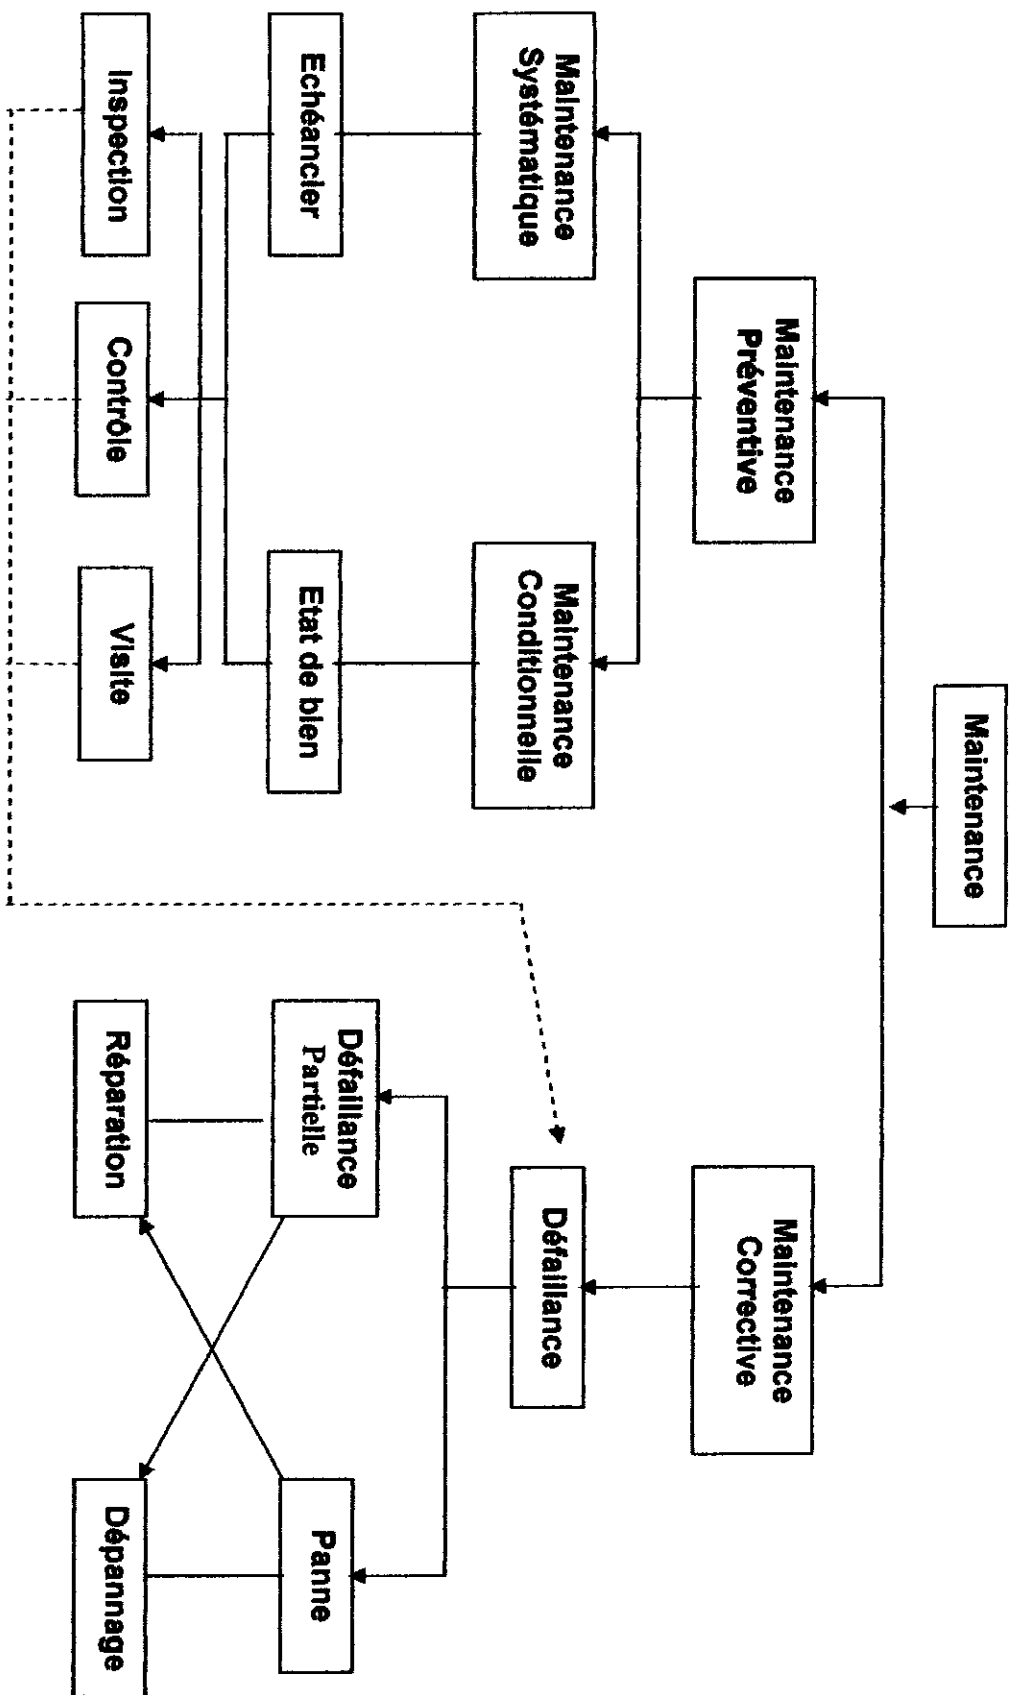 Maintenance
Maintenance
Préventive
Maintenance
Corrective
Maintenance
Systématique
Maintenance
Conditionnelle
Défaillance
Echéancier
Etat de bien
Défaillance
Partielle
Panne
Inspection
Contrôle
Visite
Réparation
Dépannage